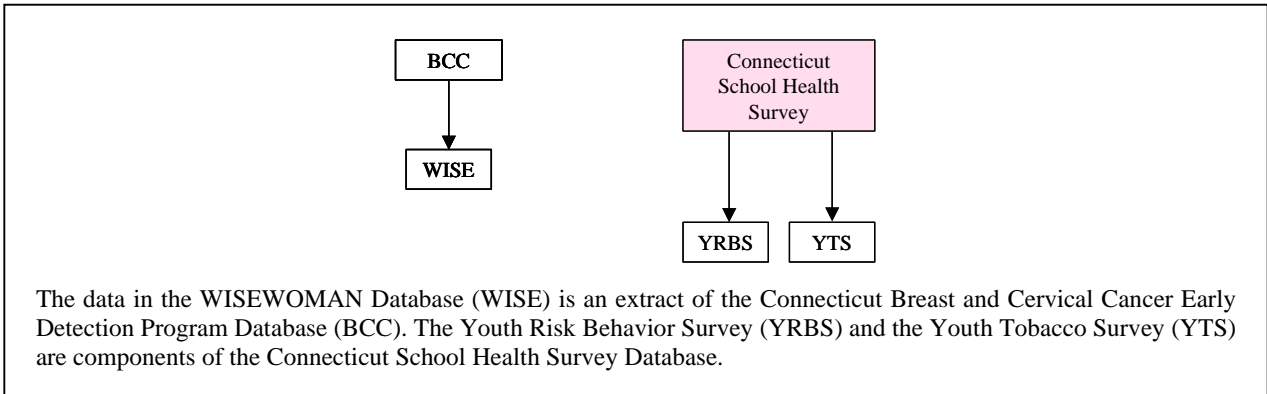 BCC
Connecticut
School Health
Survey
WISE
YRBS
YTS
The data in the WISEWOMAN Database (WISE) is an extract of the Connecticut Breast and Cervical Cancer Early
Detection Program Database (BCC). The Youth Risk Behavior Survey (YRBS) and the Youth Tobacco Survey (YTS)
are components of the Connecticut School Health Survey Database.